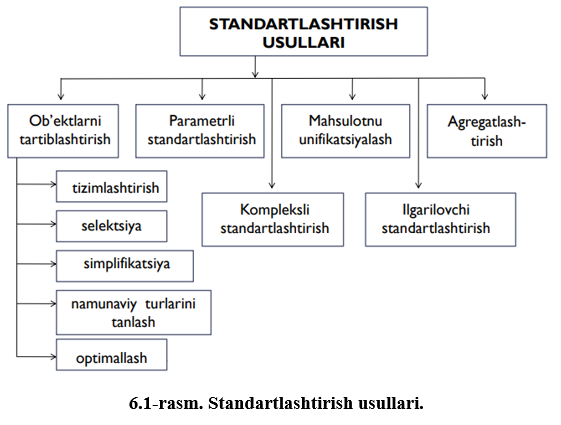 STANDARTLASHTIRISH
USULLARI
Ob'ektlarni
tartiblashtirish
Parametrli
standartlashtirish
Mahsulotnu
unifikatsiyalash
Agregatlash-
tirish
tizimlashtirish
selektsiya
simplifikatsiya
namunaviy turlarini
tanlash
optimallash
Kompleksli
standartlashtirish
Ilgarilovchi
standartlashtirish
6.1-rasm. Standartlashtirish usullari.